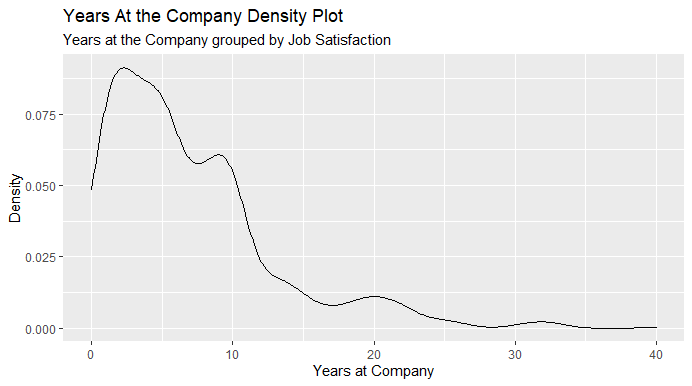 Years At the Company Density Plot
Years at the Company grouped by Job Satisfaction
Density
0.075
0.050
0.025
0.000
0 10 20 30 40
Years at Company